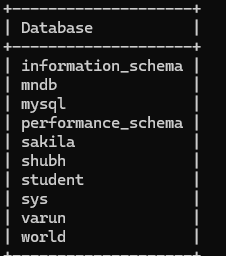 +--------------------+
| Database           |
+--------------------+
| information_schema |
| mndb               |
| mysql              |
| performance_schema |
| sakila             |
| shubh              |
| student            |
| sys                |
| varun              |
| world              |
+--------------------+